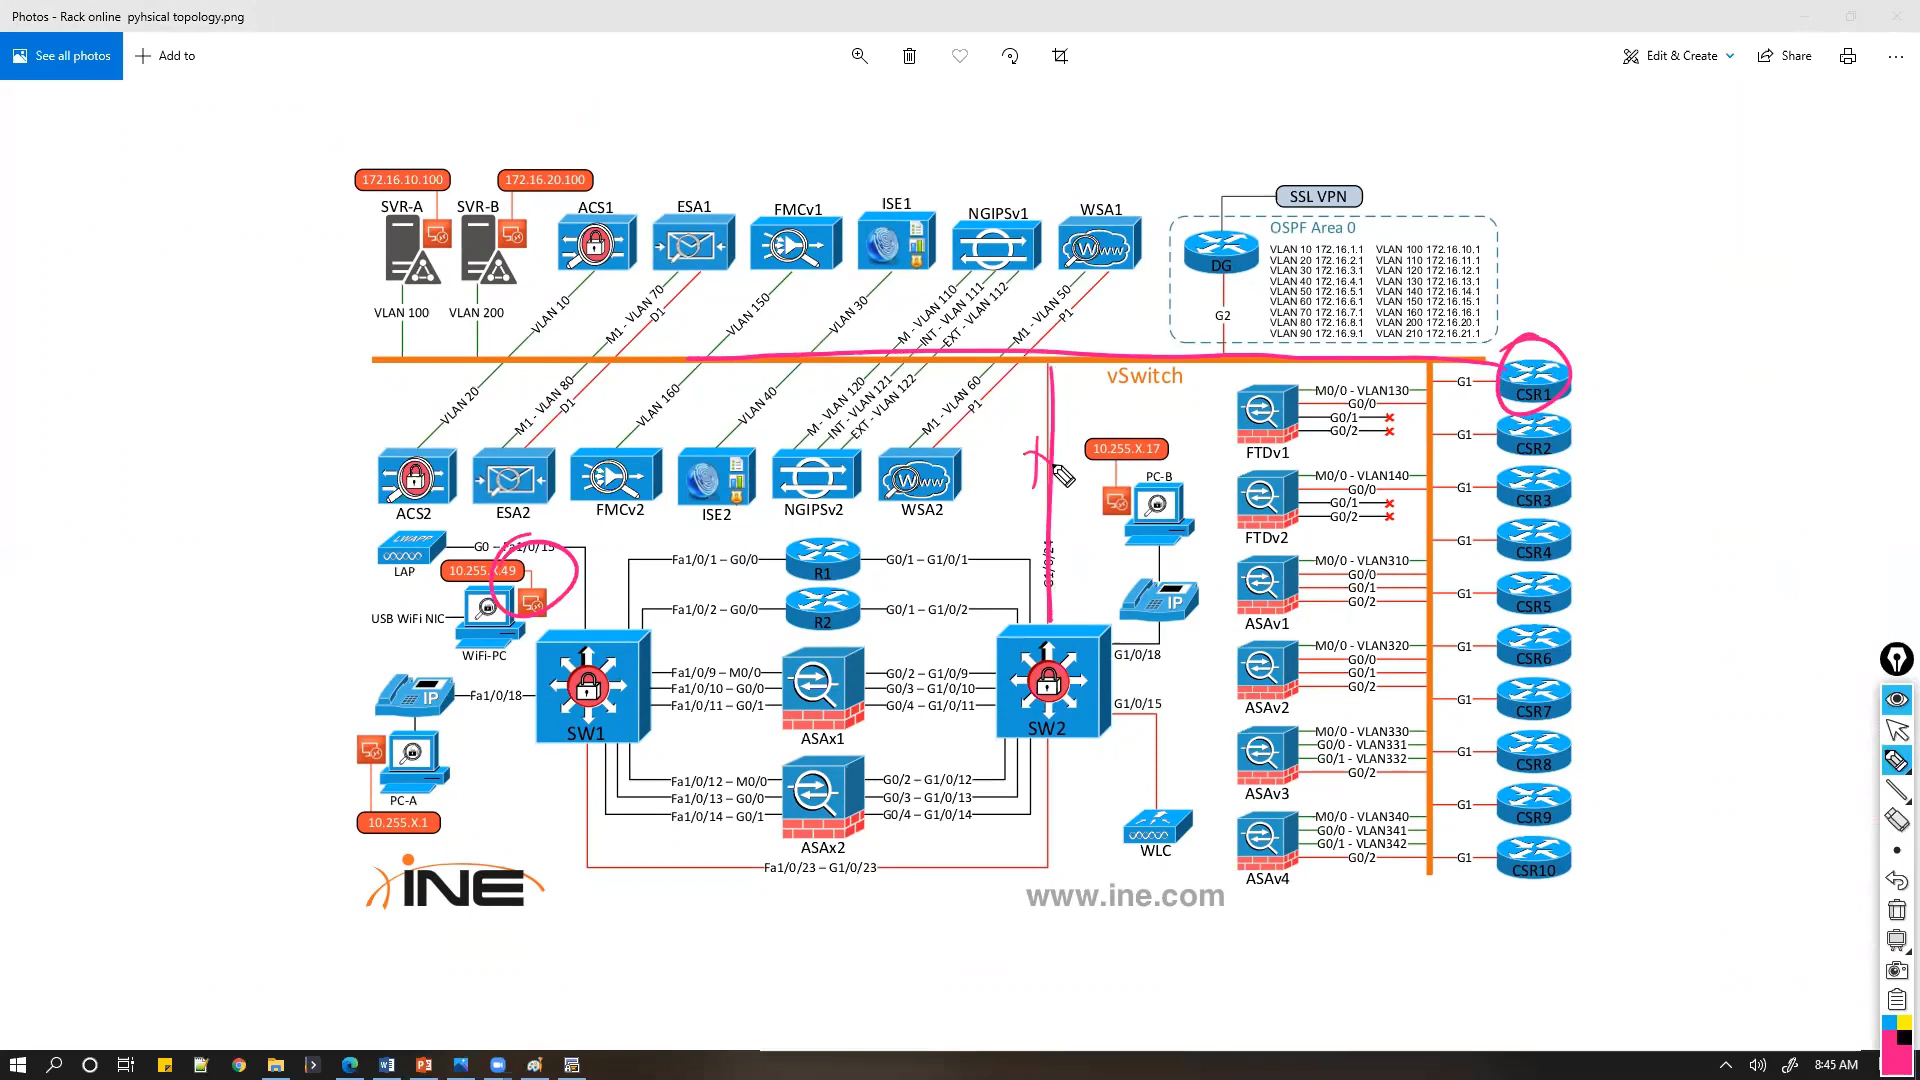 Photos - Rack online  pyhsical topology.png
See all photos
Add to
Edit & Create
Share
172.16.10.100
172.16.20.100
SVR-A
SVR-B
ACS1
ESA1
FMCv1
ISE1
NGIPSv1
WSA1
SSL VPN
OSPF Area 0
VLAN 10 172.16.1.1 VLAN 100 172.16.10.1
VLAN 20 172.16.2.1 VLAN 110 172.16.11.1
VLAN 30 172.16.3.1 VLAN 120 172.16.12.1
VLAN 40 172.16.4.1 VLAN 130 172.16.13.1
VLAN 50 172.16.5.1 VLAN 140 172.16.14.1
VLAN 60 172.16.6.1 VLAN 150 172.16.15.1
VLAN 70 172.16.7.1 VLAN 160 172.16.16.1
VLAN 80 172.16.8.1 VLAN 200 172.16.20.1
VLAN 90 172.16.9.1 VLAN 210 172.16.21.1
DG
G2
VLAN 100
VLAN 200
VLAN 10
M1 - VLAN 70
D1
VLAN 150
VLAN 30
M - VLAN 110
INT - VLAN 111
EXT - VLAN 112
M1 - VLAN 50
P1
vSwitch
VLAN 20
M1 - VLAN 80
D1
VLAN 160
VLAN 40
M - VLAN 120
INT - VLAN 121
EXT - VLAN 122
M1 - VLAN 60
P1
ACS2
ESA2
FMCv2
ISE2
NGIPSv2
WSA2
10.255.X.17
PC-B
LWAPP
LAP
G0 – Fa1/0/15
10.255.X.49
USB WiFi NIC
WiFi-PC
Fa1/0/1 – G0/0
R1
G0/1 – G1/0/1
Fa1/0/2 – G0/0
R2
G0/1 – G1/0/2
G1/0/24
IP
G1/0/18
IP
Fa1/0/18
PC-A
10.255.X.1
SW1
Fa1/0/9 – M0/0
Fa1/0/10 – G0/0
Fa1/0/11 – G0/1
ASAx1
G0/2 – G1/0/9
G0/3 – G1/0/10
G0/4 – G1/0/11
SW2
G1/0/15
Fa1/0/12 – M0/0
Fa1/0/13 – G0/0
Fa1/0/14 – G0/1
ASAx2
G0/2 – G1/0/12
G0/3 – G1/0/13
G0/4 – G1/0/14
Fa1/0/23 – G1/0/23
WLC
M0/0 - VLAN130
G0/0
G0/1
G0/2
FTDv1
M0/0 - VLAN140
G0/0
G0/1
G0/2
FTDv2
M0/0 - VLAN310
G0/0
G0/1
G0/2
ASAv1
M0/0 - VLAN320
G0/0
G0/1
G0/2
ASAv2
M0/0 - VLAN330
G0/0 - VLAN331
G0/1 - VLAN332
G0/2
ASAv3
M0/0 - VLAN340
G0/0 - VLAN341
G0/1 - VLAN342
G0/2
ASAv4
G1
CSR1
G1
CSR2
G1
CSR3
G1
CSR4
G1
CSR5
G1
CSR6
G1
CSR7
G1
CSR8
G1
CSR9
G1
CSR10
INE
www.ine.com
8:45 AM